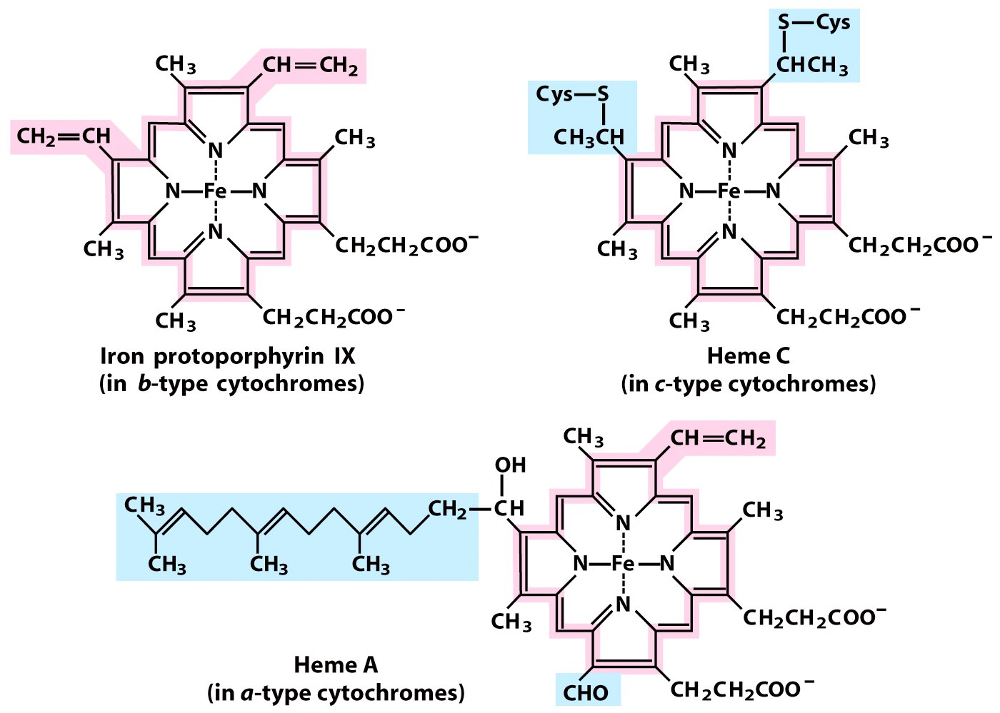 S—Cys
CH₃
CH=CH₂
CH₃
CHCH₃
Cys—S
CH₂=CH
CH₃
CH₃CH
CH₃
N
N
N
Fe
N
N
Fe
N
N
N
CH₃
CH₂CH₂COO⁻
CH₃
CH₂CH₂COO⁻
CH₃
CH₂CH₂COO⁻
CH₃
CH₂CH₂COO⁻
Iron protoporphyrin IX
(in b-type cytochromes)
Heme C
(in c-type cytochromes)
CH₃
CH=CH₂
OH
CH₃
CH₂—CH
CH₃
N
CH₃
CH₃
CH₃
N
Fe
N
N
CH₃
CH₂CH₂COO⁻
CHO
CH₂CH₂COO⁻
Heme A
(in a-type cytochromes)